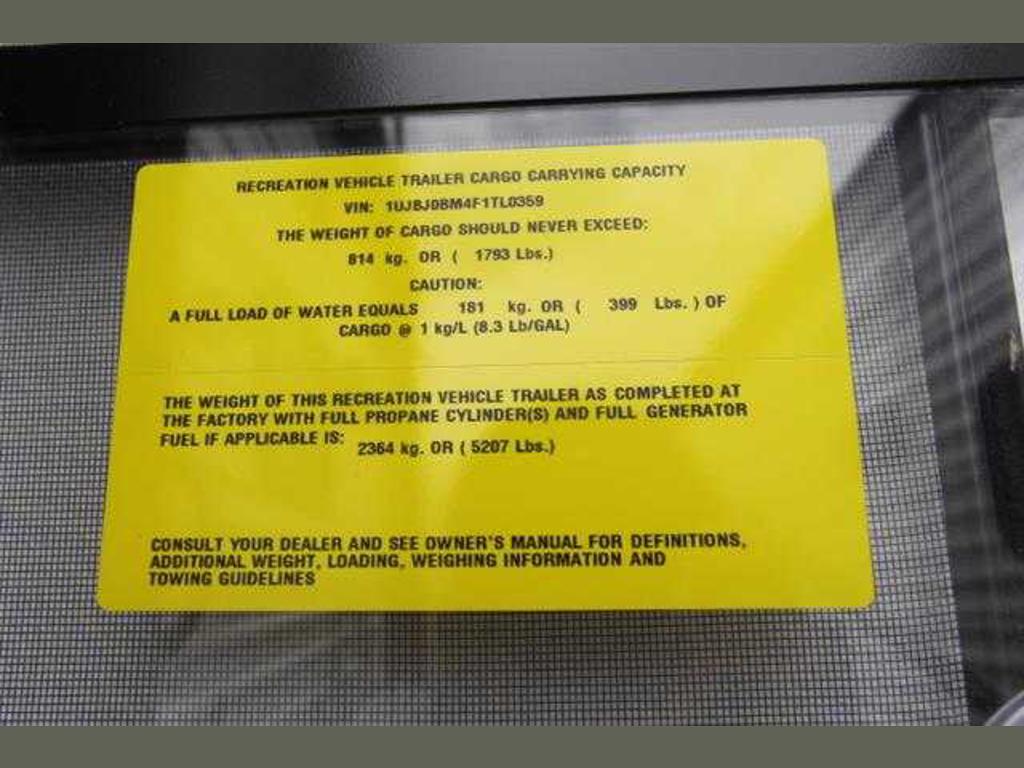 RECREATION VEHICLE TRAILER CARGO CARRYING CAPACITY
VIN: 1UJBJ0BM4F1TL0359
THE WEIGHT OF CARGO SHOULD NEVER EXCEED:
814 kg. OR ( 1793 Lbs.)
CAUTION:
A FULL LOAD OF WATER EQUALS 181 kg. OR ( 399 Lbs. ) OF
CARGO @ 1 kg/L (8.3 Lb/GAL)
THE WEIGHT OF THIS RECREATION VEHICLE TRAILER AS COMPLETED AT
THE FACTORY WITH FULL PROPANE CYLINDER(S) AND FULL GENERATOR
FUEL IF APPLICABLE IS: 2364 kg. OR ( 5207 Lbs.)
CONSULT YOUR DEALER AND SEE OWNER'S MANUAL FOR DEFINITIONS,
ADDITIONAL WEIGHT, LOADING, WEIGHING INFORMATION AND
TOWING GUIDELINES